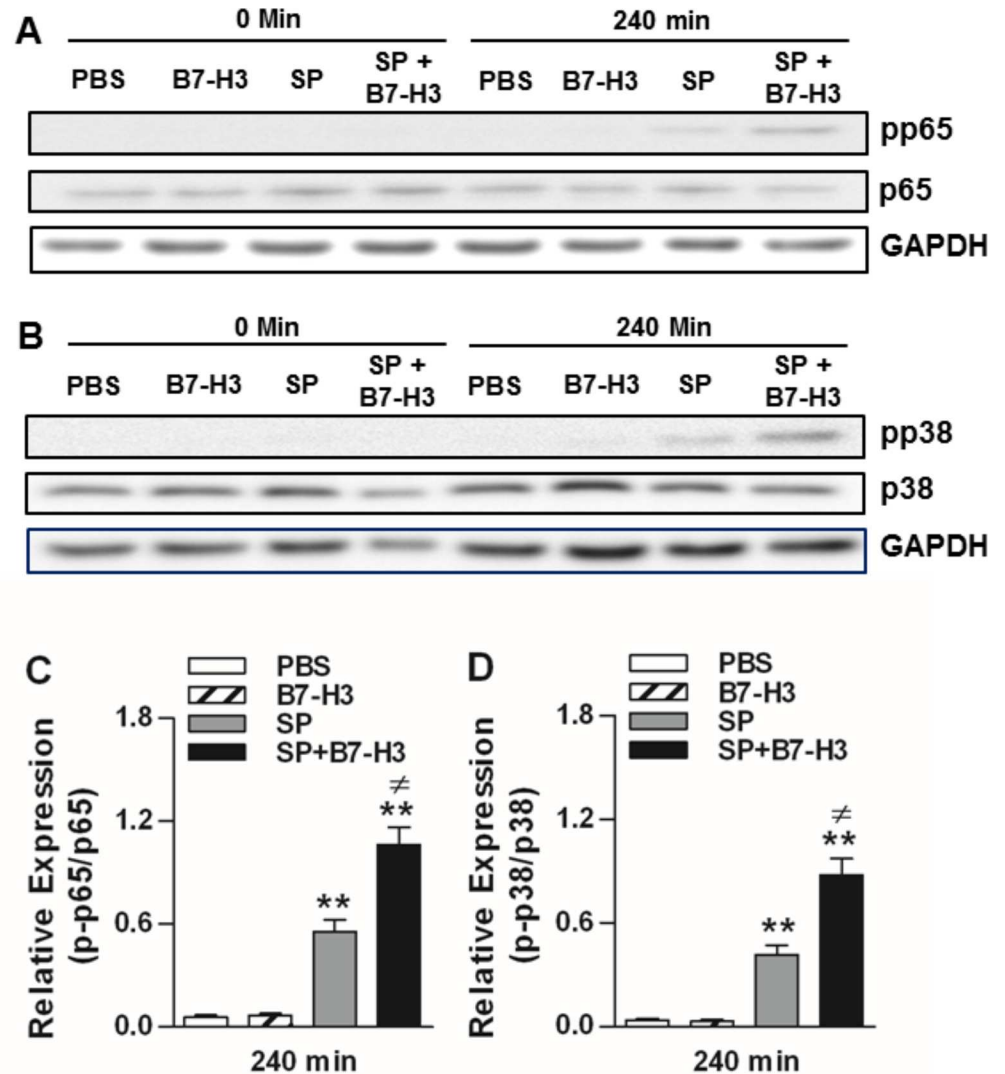 A
0 Min
240 min
PBS B7-H3 SP SP + B7-H3 PBS B7-H3 SP SP + B7-H3
pp65
p65
GAPDH
B
0 Min
240 Min
PBS B7-H3 SP SP + B7-H3 PBS B7-H3 SP SP + B7-H3
pp38
p38
GAPDH
C
PBS
B7-H3
SP
SP+B7-H3
Relative Expression
(p-p65/p65)
1.8
1.2
0.6
0.0
**
≠
**
240 min
D
PBS
B7-H3
SP
SP+B7-H3
Relative Expression
(p-p38/p38)
1.8
1.2
0.6
0.0
**
≠
**
240 min